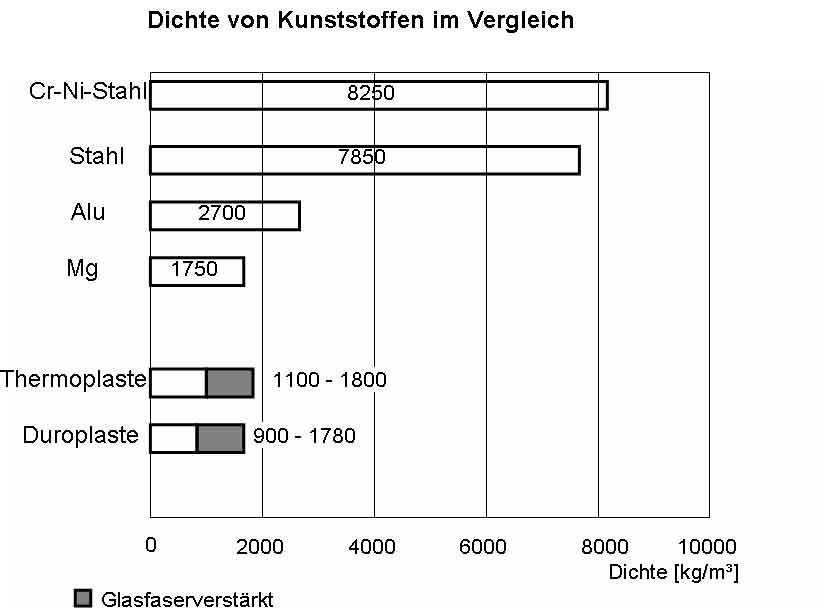 Dichte von Kunststoffen im Vergleich
Cr-Ni-Stahl 8250
Stahl 7850
Alu 2700
Mg 1750
Thermoplaste 1100 - 1800
Duroplaste 900 - 1780
0 2000 4000 6000 8000 10000
Dichte [kg/m³]
Glasfaserverstärkt